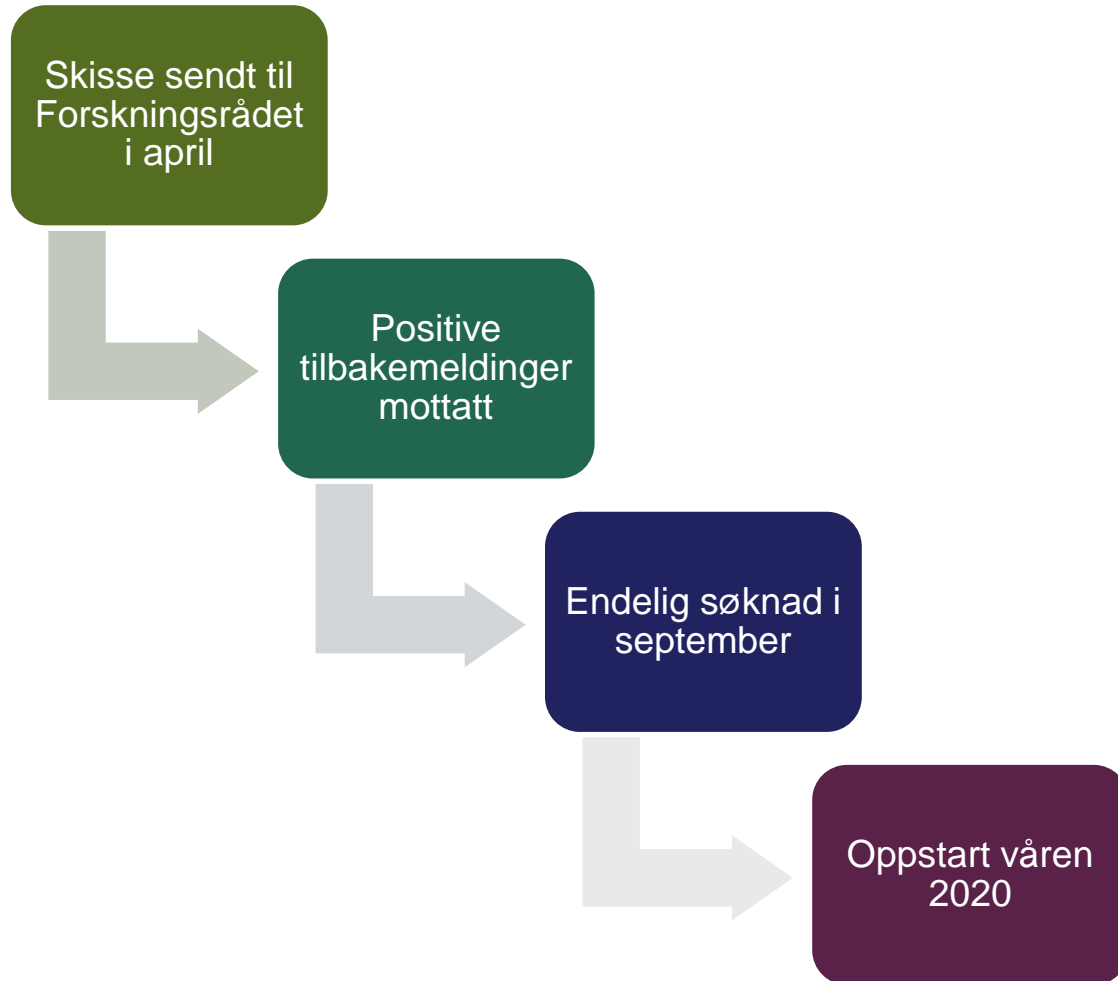 Skisse sendt til
Forskningsrådet
i april
Positive
tilbakemeldinger
mottatt
Endelig søknad i
september
Oppstart våren
2020